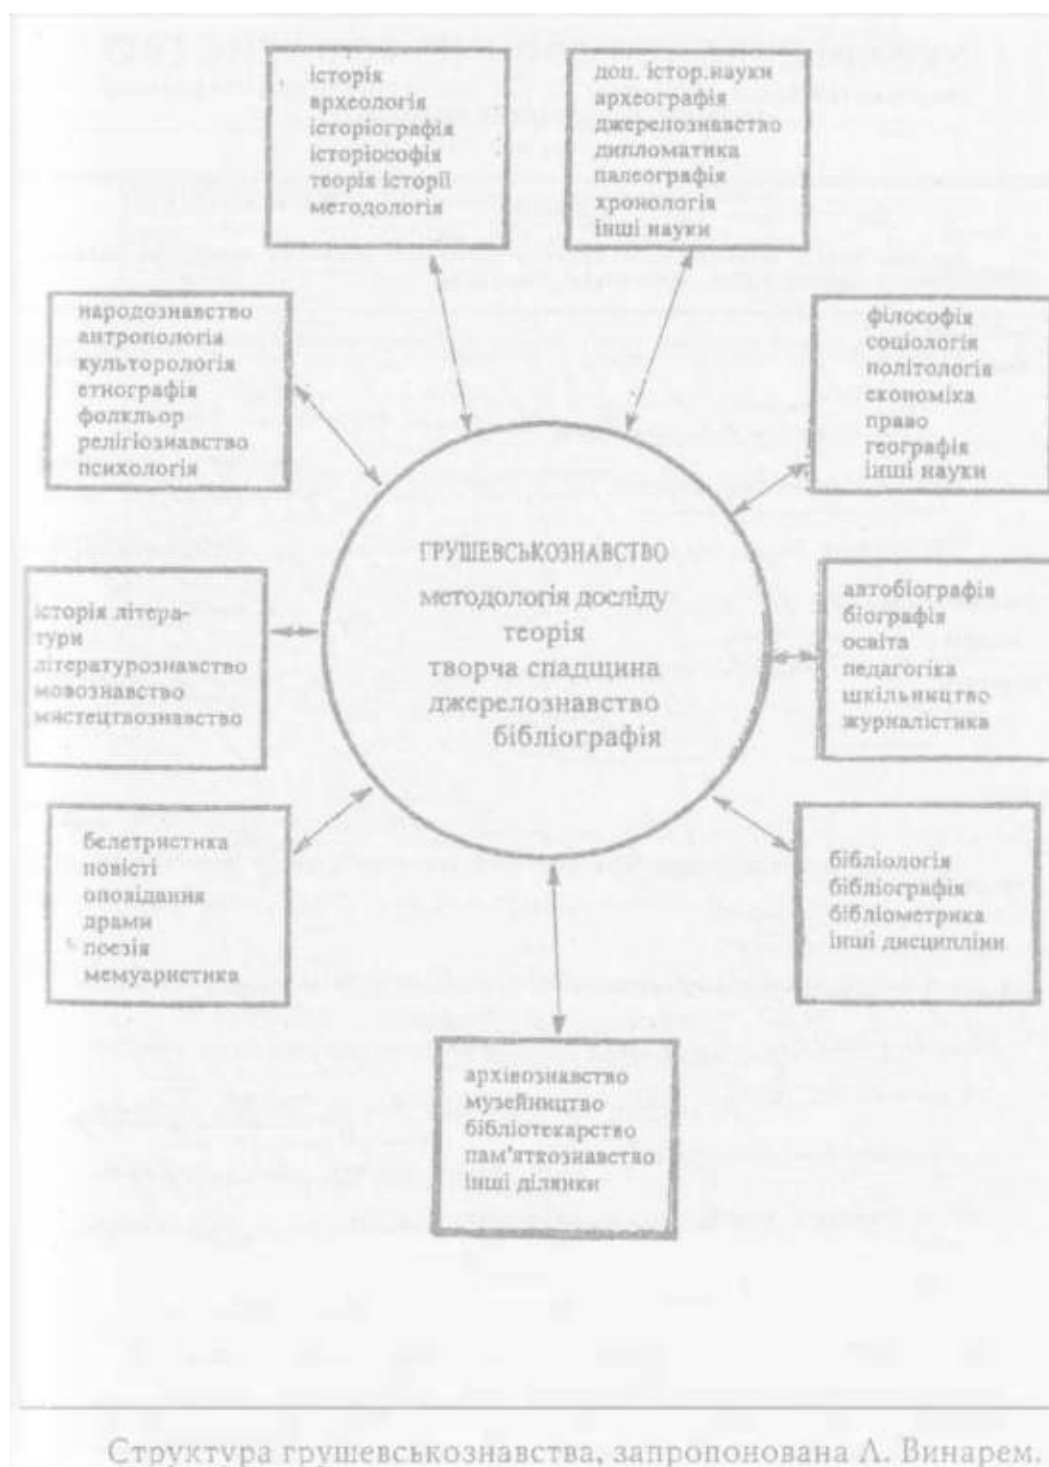 історія
археологія
історіографія
історіософія
теорія історії
методологія
доп. істор.науки
археографія
джерелознавство
дипломатика
палеографія
хронологія
інші науки
народознавство
антропологія
культорологія
етнографія
фолкльор
релігіознавство
психологія
філософія
соціологія
політологія
економіка
право
географія
інші науки
ГРУШЕВСЬКОЗНАВСТВО
методологія досліду
теорія
творча спадщина
джерелознавство
бібліографія
історія літера-
тури
літературознавство
мовознавство
мистецтвознавство
автобіографія
біографія
освіта
педагогіка
шкільництво
журналістика
белетристика
повісті
оповідання
драми
поезія
мемуаристика
бібліологія
бібліографія
бібліометрика
інші дисципліни
архівознавство
музейництво
бібліотекарство
пам'яткознавство
інші ділянки
Структура грушевськознавства, запропонована Л. Винарем.